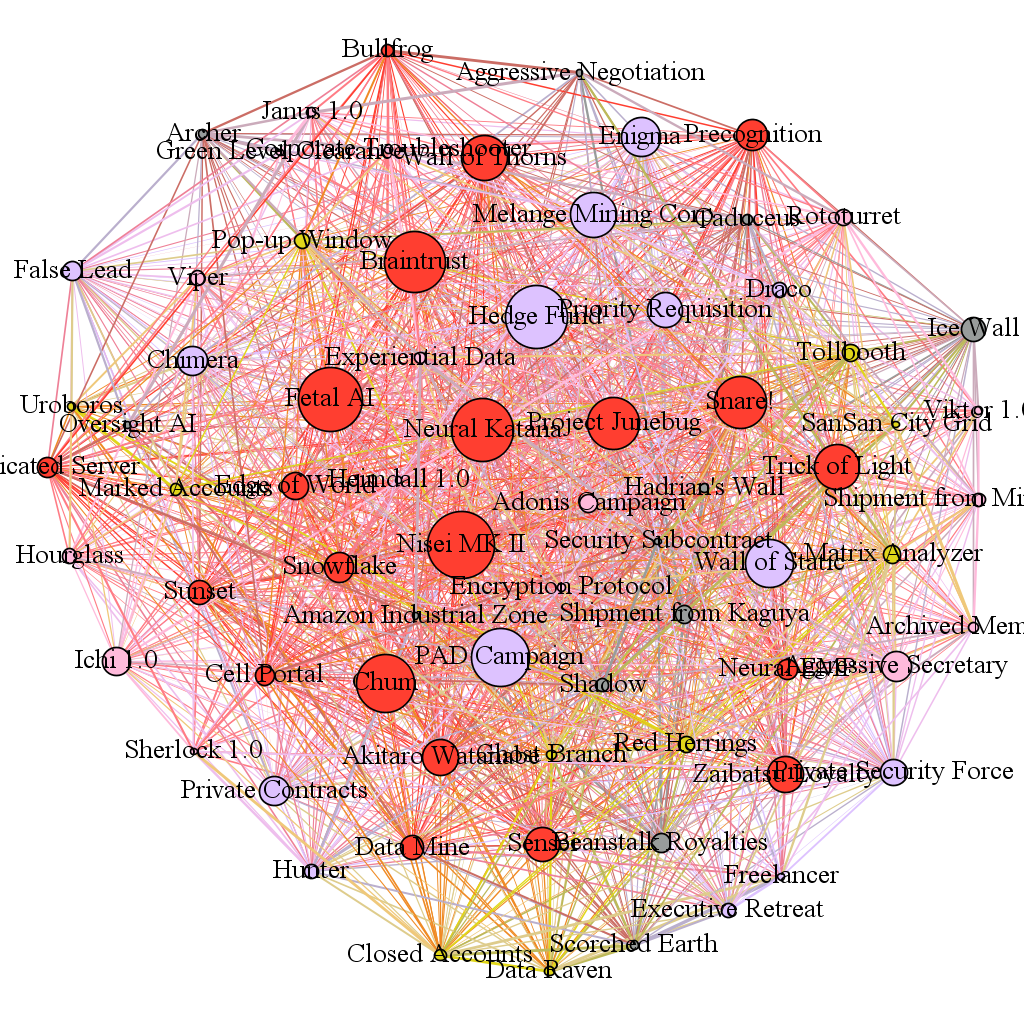 Bullfrog
Aggressive Negotiation
Janus 1.0
Archer
Green Level Clearance
Corporate Troubleshooter
Wall of Thorns
Enigma
Precognition
Melange Mining Corp
Caduceus
Rototurret
Pop-up Window
Braintrust
False Lead
Viper
Draco
Hedge Fund
Priority Requisition
Ice Wall
Chimera
Experiential Data
Tollbooth
Fetal AI
Snare!
Uroboros
Oversight AI
Neural Katana
Project Junebug
Viktor 1.0
SanSan City Grid
icated Server
Marked Accounts
Edge of World
Heimdall 1.0
Trick of Light
Hadrian's Wall
Adonis Campaign
Shipment from Mi
Hourglass
Nisei MK II
Security Subcontract
Wall of Static
Matrix Analyzer
Snowflake
Sunset
Encryption Protocol
Amazon Industrial Zone
Shipment from Kaguya
Archived Mem
Ichi 1.0
PAD Campaign
Cell Portal
Chum
Shadow
Neural EMP
Aggressive Secretary
Sherlock 1.0
Akitaro Watanabe
Ghost Branch
Red Herrings
Zaibatsu Loyalty
Private Security Force
Private Contracts
Data Mine
Sensei
Beanstalk Royalties
Hunter
Freelancer
Executive Retreat
Closed Accounts
Scorched Earth
Data Raven